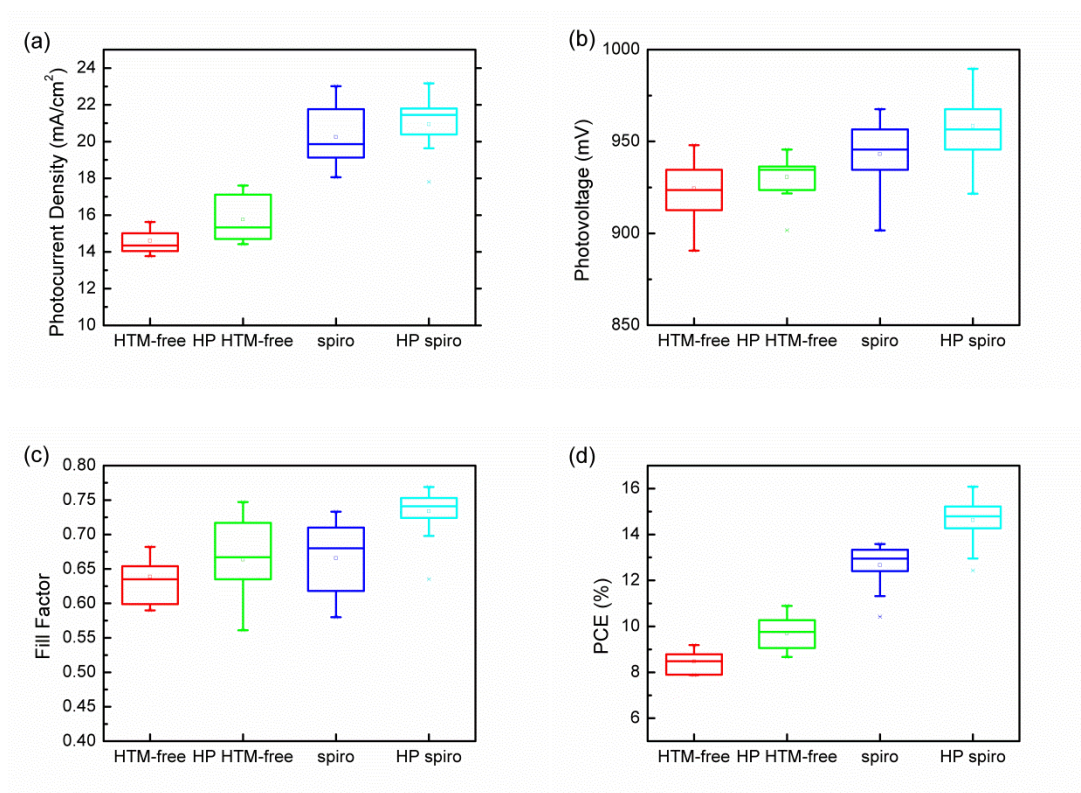 (a)
Photocurrent Density (mA/cm²)
24
22
20
18
16
14
12
10
HTM-free HP HTM-free spiro HP spiro
(b)
Photovoltage (mV)
1000
950
900
850
HTM-free HP HTM-free spiro HP spiro
(c)
Fill Factor
0.80
0.75
0.70
0.65
0.60
0.55
0.50
0.45
0.40
HTM-free HP HTM-free spiro HP spiro
(d)
PCE (%)
16
14
12
10
8
6
HTM-free HP HTM-free spiro HP spiro